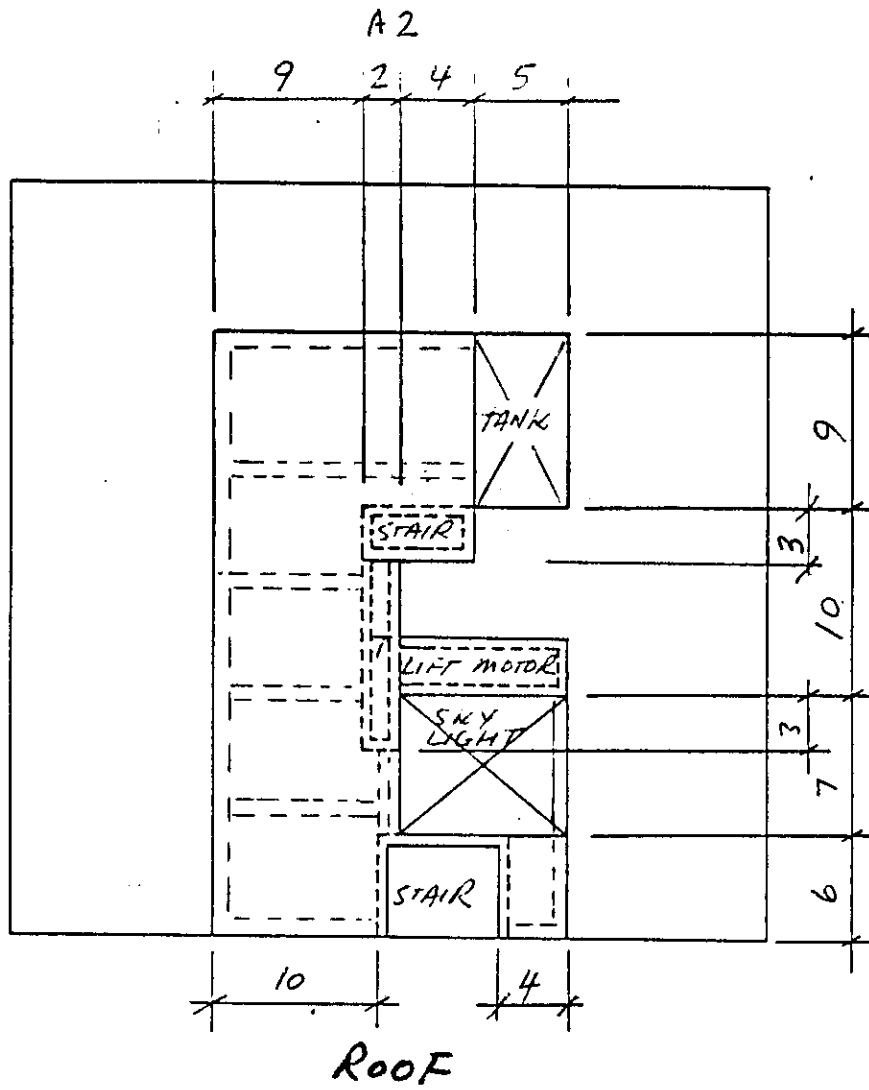 A2
9 2 4 5
TANK
9
STAIR
3
10
LIFT MOTOR
SKY
LIGHT
3
7
STAIR
6
10 4
ROOF